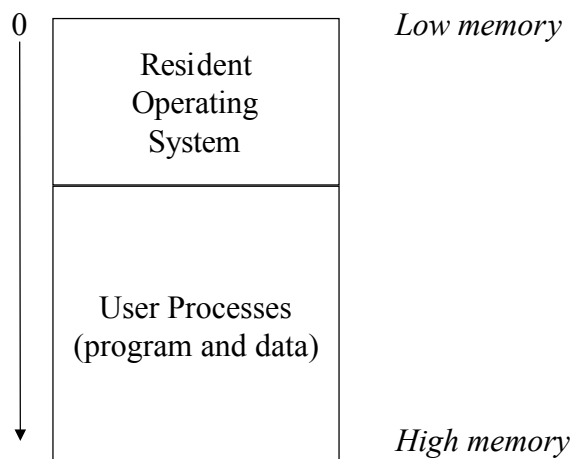 0
Low memory
Resident
Operating
System
User Processes
(program and data)
High memory